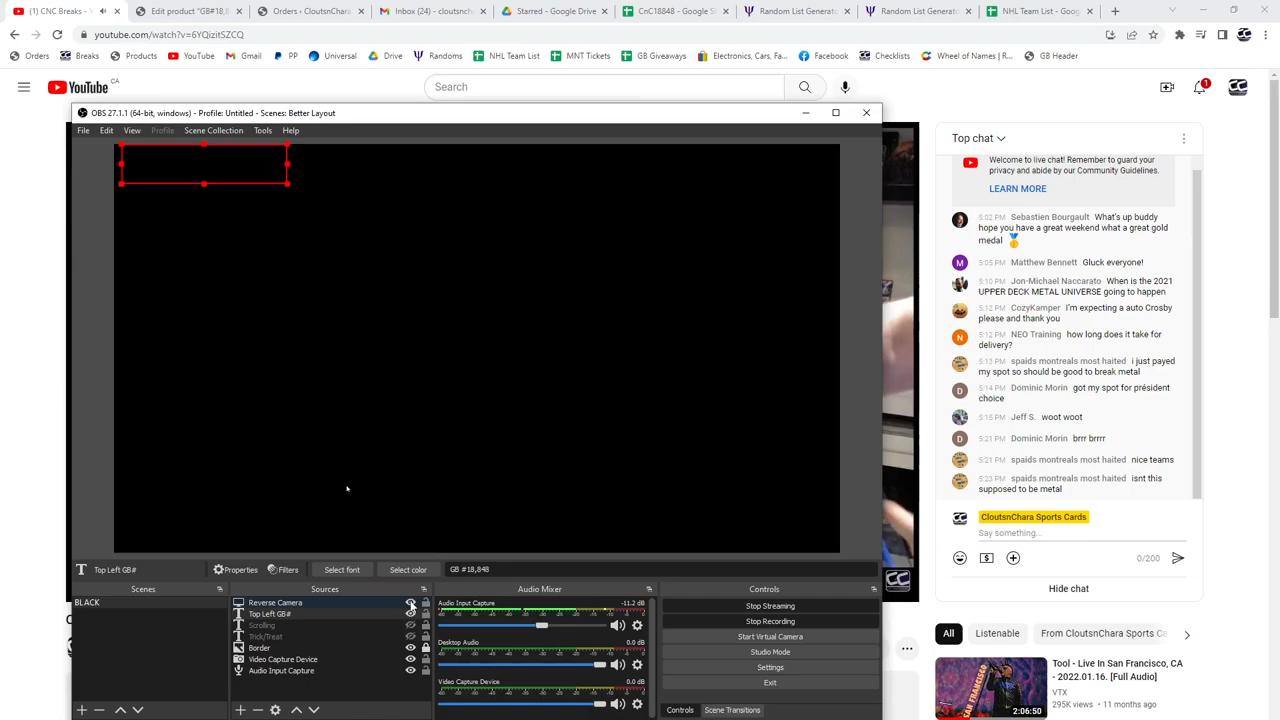 (1) CNC Breaks - Y
Edit product "GB#18,8
Orders ‹ CloutsnChara
Inbox (24) - cloutsnc
Starred - Google Drive
CnC18848 - Google S
Random List Generato
Random List Generato
NHL Team List - Goog
youtube.com/watch?v=6YQizitSZCQ
Orders
Breaks
Products
YouTube
Gmail
PP
Universal
Drive
Randoms
NHL Team List
MNT Tickets
GB Giveaways
Electronics, Cars, Fa...
Facebook
Checklists
Wheel of Names | R...
GB Header
YouTube CA
Search
1
OBS 27.1.1 (64-bit, windows) - Profile: Untitled - Scenes: Better Layout
File Edit View Profile Scene Collection Tools Help
Top Left GB#
Properties
Filters
Select font
Select color
GB #18,848
Scenes
BLACK
Sources
Reverse Camera
Top Left GB#
Scrolling
Trick/Treat
Border
Video Capture Device
Audio Input Capture
Audio Mixer
Audio Input Capture -11.2 dB
Desktop Audio 0.0 dB
Video Capture Device 0.0 dB
Controls
Stop Streaming
Stop Recording
Start Virtual Camera
Studio Mode
Settings
Exit
Controls
Scene Transitions
Top chat
Welcome to live chat! Remember to guard your
privacy and abide by our Community Guidelines.
LEARN MORE
5:02 PM Sebastien Bourgault What's up buddy
hope you have a great weekend what a great gold
medal
5:05 PM Matthew Bennett Gluck everyone!
5:10 PM Jon-Michael Naccarato When is the 2021
UPPER DECK METAL UNIVERSE going to happen
5:12 PM CozyKamper I'm expecting a auto Crosby
please and thank you
5:12 PM NEO Training how long does it take for
delivery?
5:13 PM spaids montreals most haited i just payed
my spot so should be good to break metal
5:14 PM Dominic Morin got my spot for président
choice
5:15 PM Jeff S. woot woot
5:21 PM Dominic Morin brr brrrr
5:21 PM spaids montreals most haited nice teams
5:23 PM spaids montreals most haited isnt this
supposed to be metal
CloutsnChara Sports Cards
Say something...
0/200
Hide chat
All
Listenable
From CloutsnChara Sports Ca
Tool - Live In San Francisco, CA
- 2022.01.16. [Full Audio]
VTX
295K views • 11 months ago
2:06:50